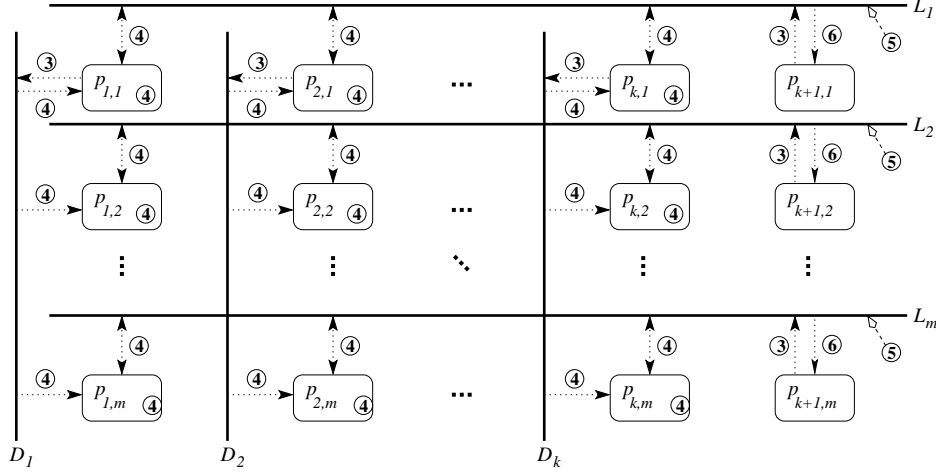 L1
④ ④ ④ ③ ⑥ ⑤
③ ③ ③
p1,1 ④ p2,1 ④ ... pk,1 ④ pk+1,1
④ ④ ④
L2
④ ④ ④ ③ ⑥ ⑤
④ p1,2 ④ ④ p2,2 ④ ... ④ pk,2 ④ pk+1,2
Lm
④ ④ ④ ③ ⑥ ⑤
④ p1,m ④ ④ p2,m ④ ... ④ pk,m ④ pk+1,m
D1 D2 Dk